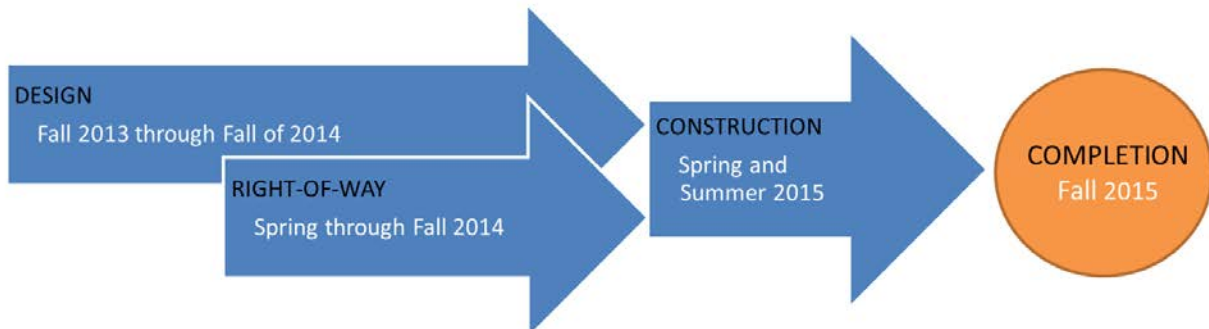 DESIGN
Fall 2013 through Fall of 2014
RIGHT-OF-WAY
Spring through Fall 2014
CONSTRUCTION
Spring and
Summer 2015
COMPLETION
Fall 2015